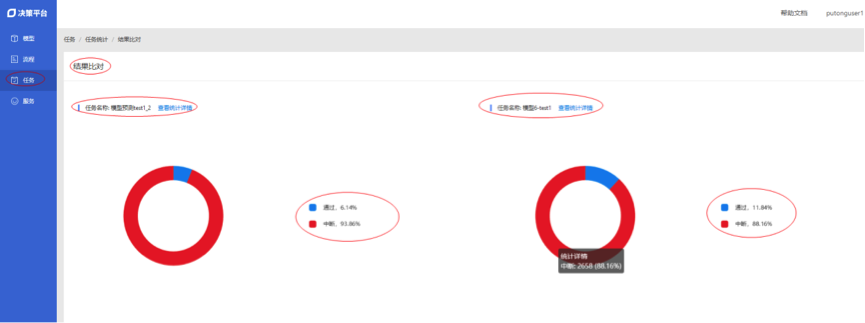 决策平台
帮助文档 putonguser1
模型
流程
任务
服务
任务 / 任务统计 / 结果比对
结果比对
任务名称: 模型预测test1_2 查看统计详情
任务名称: 模型6-test1 查看统计详情
通过, 6.14%
中断, 93.86%
通过, 11.84%
中断, 88.16%
统计详情
中断: 2658 (88.16%)